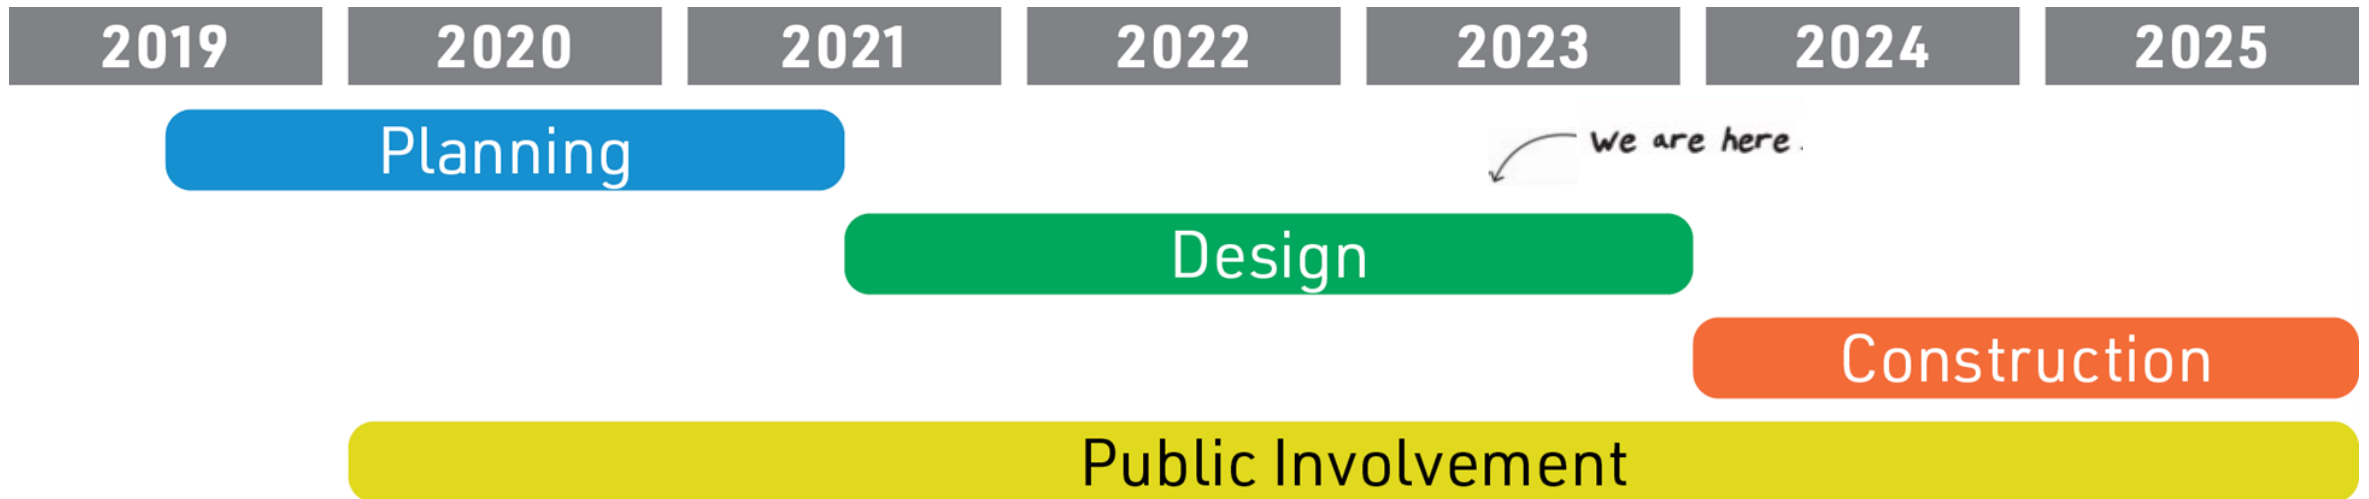 2019 2020 2021 2022 2023 2024 2025
Planning
We are here.
Design
Construction
Public Involvement